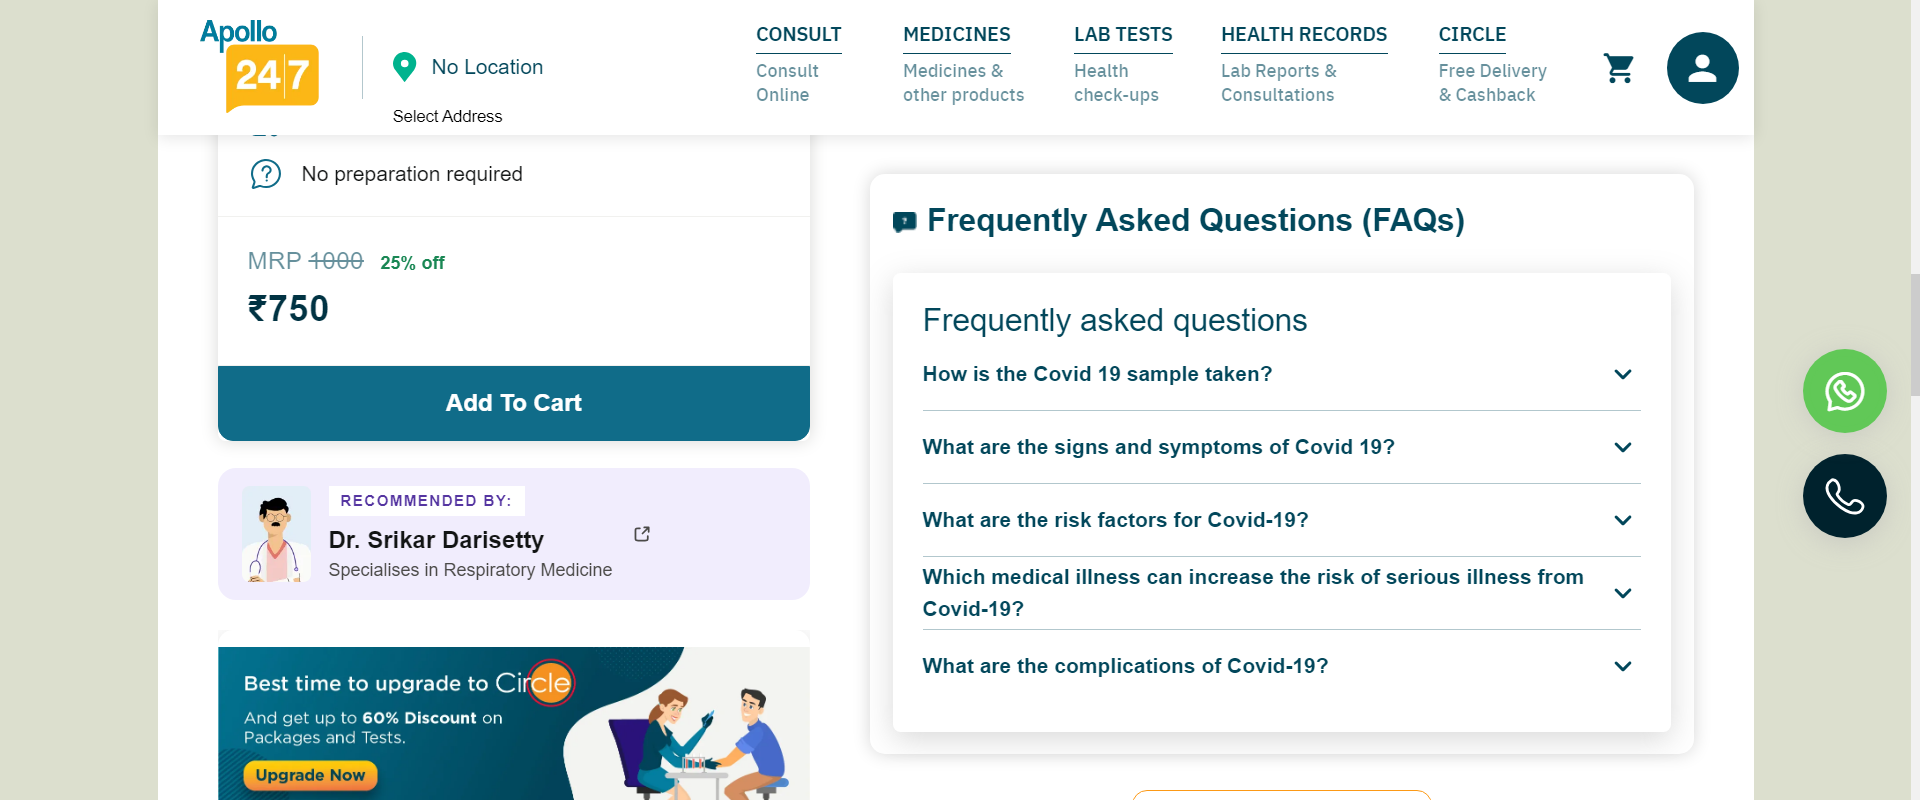 Apollo
24|7
No Location
Select Address
CONSULT
Consult
Online
MEDICINES
Medicines &
other products
LAB TESTS
Health
check-ups
HEALTH RECORDS
Lab Reports &
Consultations
CIRCLE
Free Delivery
& Cashback
No preparation required
MRP 1000 25% off
₹750
Add To Cart
RECOMMENDED BY:
Dr. Srikar Darisetty
Specialises in Respiratory Medicine
Best time to upgrade to Circle
And get up to 60% Discount on
Packages and Tests.
Upgrade Now
Frequently Asked Questions (FAQs)
Frequently asked questions
How is the Covid 19 sample taken?
What are the signs and symptoms of Covid 19?
What are the risk factors for Covid-19?
Which medical illness can increase the risk of serious illness from
Covid-19?
What are the complications of Covid-19?